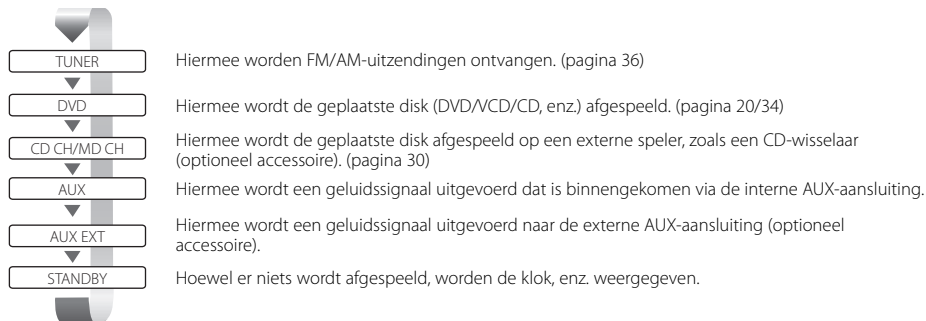 TUNER
Hiermee worden FM/AM-uitzendingen ontvangen. (pagina 36)
DVD
Hiermee wordt de geplaatste disk (DVD/VCD/CD, enz.) afgespeeld. (pagina 20/34)
CD CH/MD CH
Hiermee wordt de geplaatste disk afgespeeld op een externe speler, zoals een CD-wisselaar
(optioneel accessoire). (pagina 30)
AUX
Hiermee wordt een geluidssignaal uitgevoerd dat is binnengekomen via de interne AUX-aansluiting.
AUX EXT
Hiermee wordt een geluidssignaal uitgevoerd naar de externe AUX-aansluiting (optioneel
accessoire).
STANDBY
Hoewel er niets wordt afgespeeld, worden de klok, enz. weergegeven.